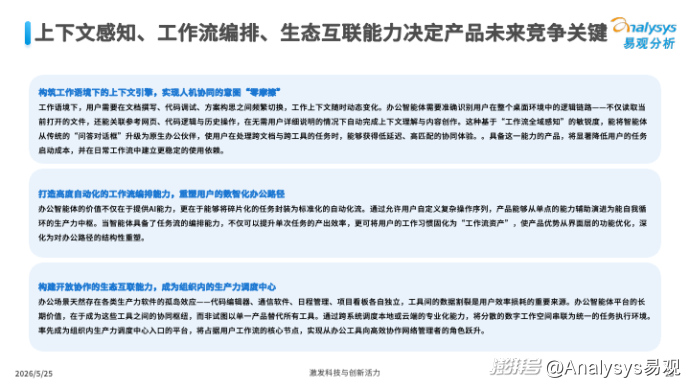 上下文感知、工作流编排、生态互联能力决定产品未来竞争关键
analysys
易观分析
构筑工作语境下的上下文引擎，实现人机协同的意图“零摩擦”
工作语境下，用户需要在文档撰写、代码调试、方案构思之间频繁切换，工作上下文随时动态变化。办公智能体需要准确识别用户在整个桌面环境中的逻辑链路——不仅读取当
前打开的文件，还能关联参考网页、代码逻辑与历史操作，在无需用户详细说明的情况下自动完成上下文理解与内容创作。这种基于“工作流全域感知”的敏锐度，能将智能体
从传统的“问答对话框”升级为原生办公伙伴，使用户在处理跨文档与跨工具的任务时，能够获得低延迟、高匹配的协同体验。。具备这一能力的产品，将显著降低用户的任务
启动成本，并在日常工作流中建立更稳定的使用依赖。
打造高度自动化的工作流编排能力，重塑用户的数智化办公路径
办公智能体的价值不仅在于提供AI能力，更在于能够将碎片化的任务封装为标准化的自动化流。通过允许用户自定义复杂操作序列，产品能够从单点的能力辅助演进为能自我循
环的生产力中枢。当智能体具备了任务流的编排能力，不仅可以提升单次任务的产出效率，更可将用户的工作习惯固化为“工作流资产”，使产品优势从界面层的功能优化，深
化为对办公路径的结构性重塑。
构建开放协作的生态互联能力，成为组织内的生产力调度中心
办公场景天然存在各类生产力软件的孤岛效应——代码编辑器、通信软件、日程管理、项目看板各自独立，工具间的数据割裂是用户效率损耗的重要来源。办公智能体平台的长
期价值，在于成为这些工具之间的协同枢纽，而非试图以单一产品替代所有工具。通过跨系统调度本地或云端的专业化能力，将分散的数字工作空间串联为统一的任务执行环境。
率先成为组织内生产力调度中心入口的平台，将占据用户工作流的核心节点，实现从办公工具向高效协作网络管理者的角色跃升。
2026/5/25
激发科技与创新活力
澎湃号 @Analysys易观